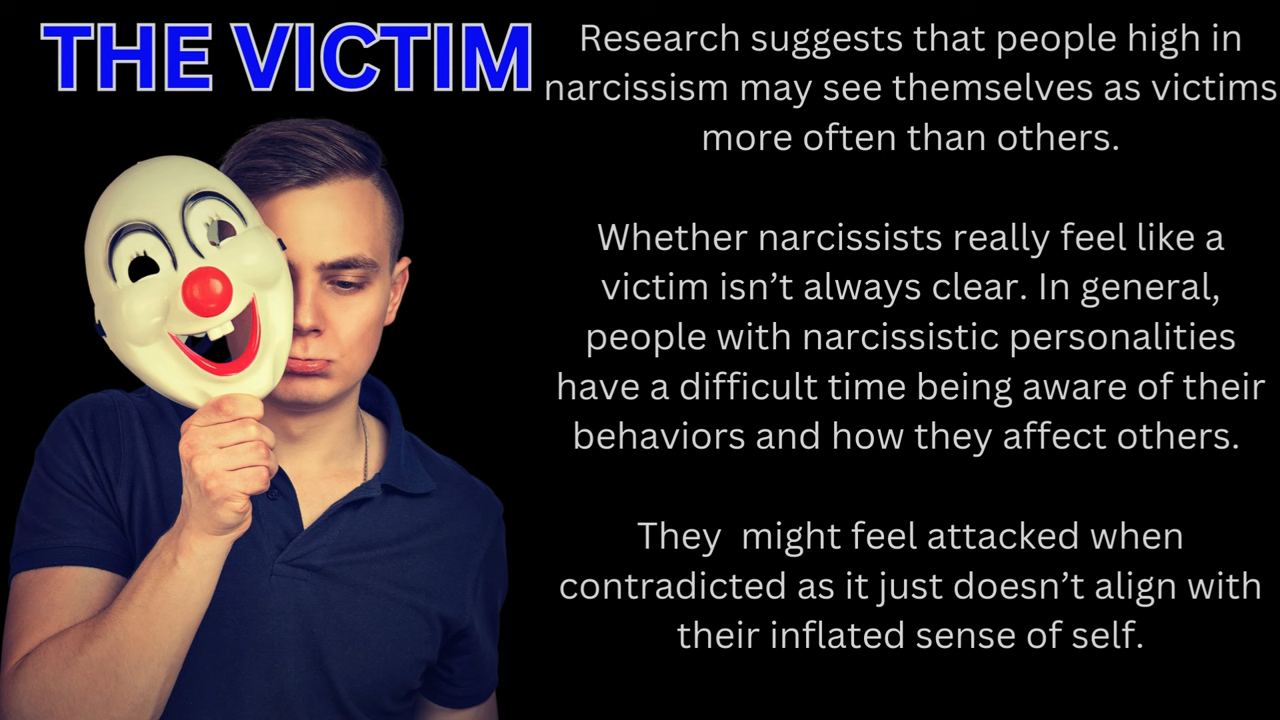 THE VICTIM
Research suggests that people high in
narcissism may see themselves as victims
more often than others.
Whether narcissists really feel like a
victim isn’t always clear. In general,
people with narcissistic personalities
have a difficult time being aware of their
behaviors and how they affect others.
They  might feel attacked when
contradicted as it just doesn’t align with
their inflated sense of self.